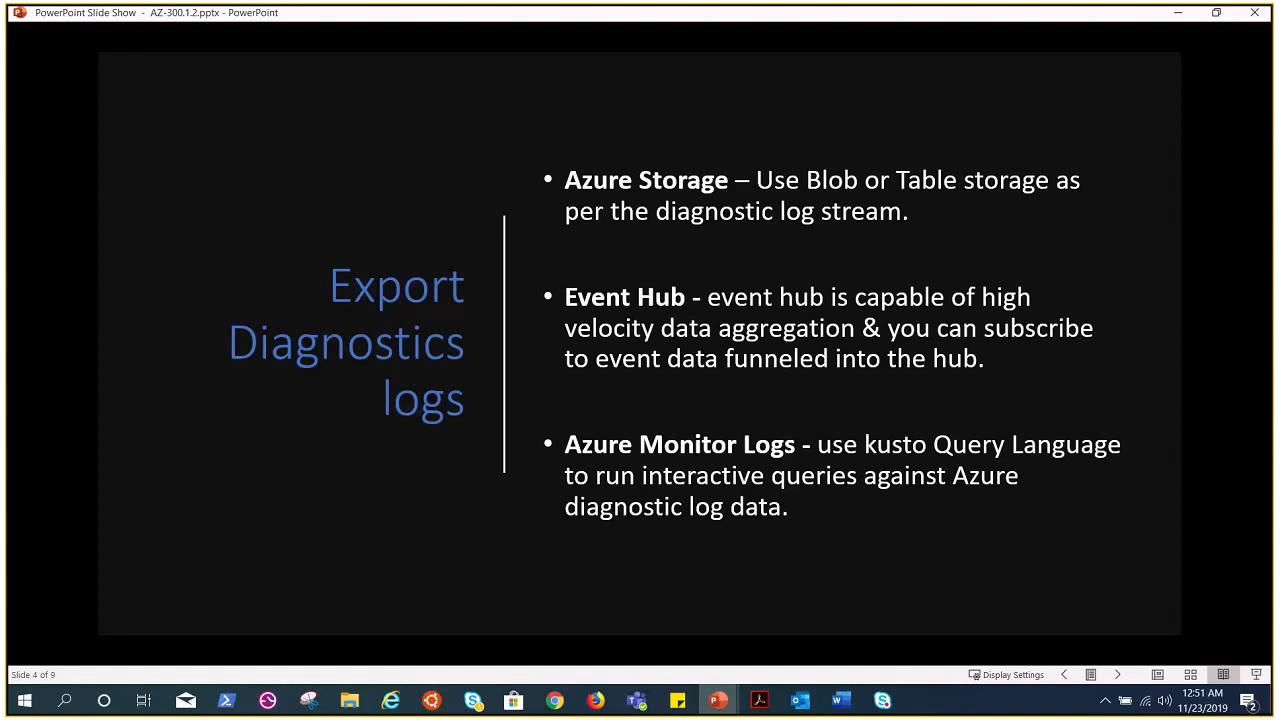 PowerPoint Slide Show - AZ-300.1.2.pptx - PowerPoint
Export
Diagnostics
logs
• Azure Storage – Use Blob or Table storage as
per the diagnostic log stream.
• Event Hub - event hub is capable of high
velocity data aggregation & you can subscribe
to event data funneled into the hub.
• Azure Monitor Logs - use kusto Query Language
to run interactive queries against Azure
diagnostic log data.
Slide 4 of 9
Display Settings
12:51 AM
11/23/2019
2